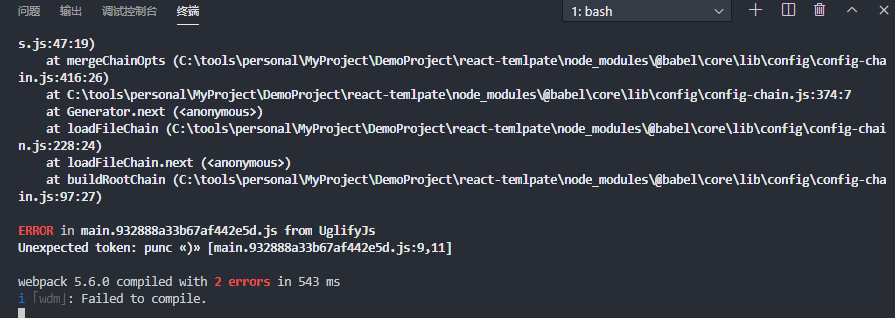 问题 输出 调试控制台 终端 1: bash
s.js:47:19)
at mergeChainOpts (C:\tools\personal\MyProject\DemoProject\react-temlpate\node_modules\@babel\core\lib\config\config-cha
in.js:416:26)
at C:\tools\personal\MyProject\DemoProject\react-temlpate\node_modules\@babel\core\lib\config\config-chain.js:374:7
at Generator.next (<anonymous>)
at loadFileChain (C:\tools\personal\MyProject\DemoProject\react-temlpate\node_modules\@babel\core\lib\config\config-chai
n.js:228:24)
at loadFileChain.next (<anonymous>)
at buildRootChain (C:\tools\personal\MyProject\DemoProject\react-temlpate\node_modules\@babel\core\lib\config\config-cha
in.js:97:27)
ERROR in main.932888a33b67af442e5d.js from UglifyJs
Unexpected token: punc «)» [main.932888a33b67af442e5d.js:9,11]
webpack 5.6.0 compiled with 2 errors in 543 ms
i ｢wdm｣: Failed to compile.